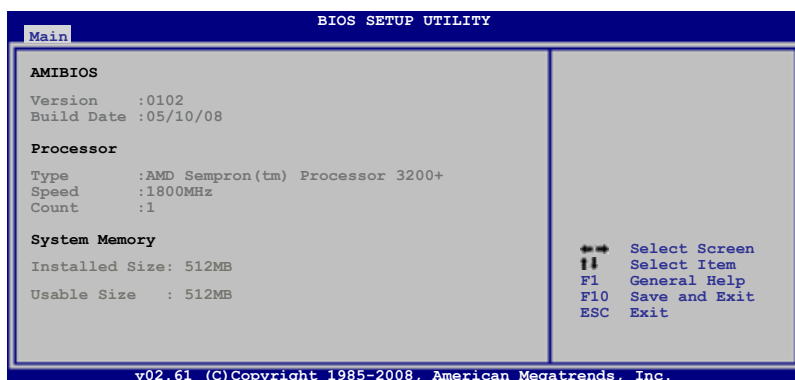 BIOS SETUP UTILITY
Main
AMIBIOS
Version :0102
Build Date :05/10/08
Processor
Type :AMD Sempron(tm) Processor 3200+
Speed :1800MHz
Count :1
System Memory
Installed Size: 512MB
Usable Size : 512MB
Select Screen
Select Item
F1 General Help
F10 Save and Exit
ESC Exit
v02.61 (C)Copyright 1985-2008, American Megatrends, Inc.